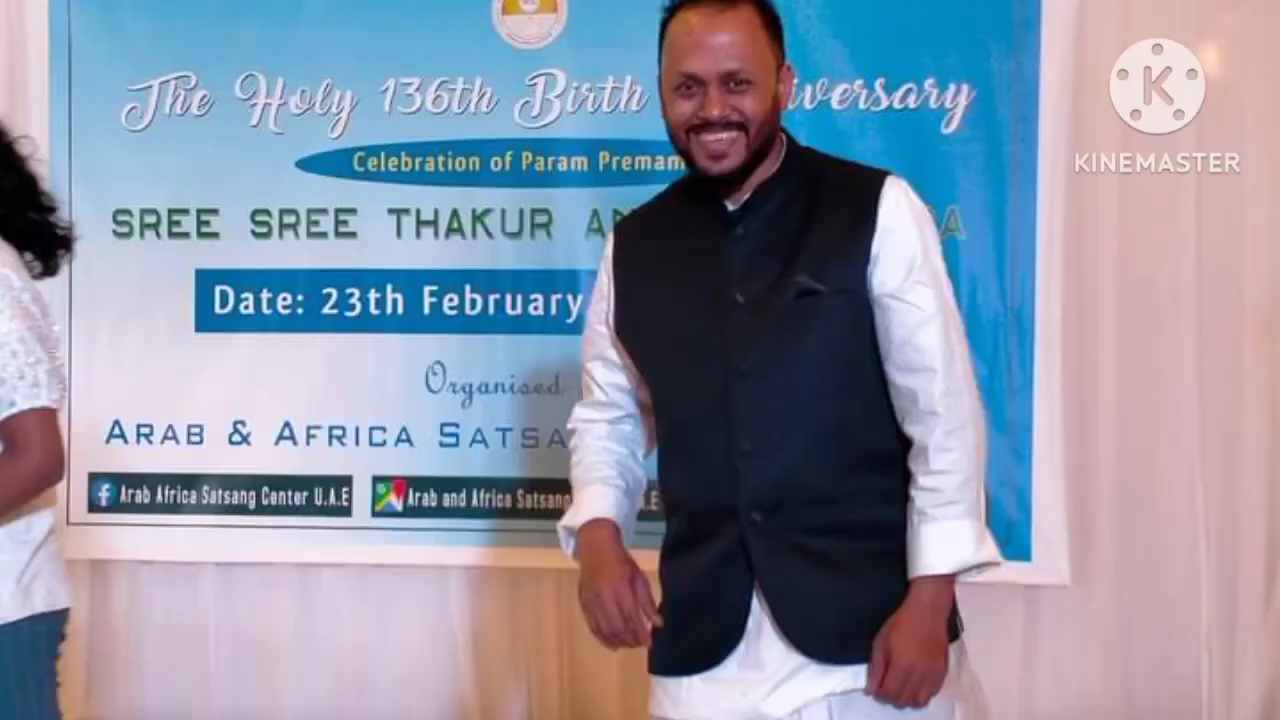 The Holy 136th Birth iversary
Celebration of Param Premam
SREE SREE THAKUR A
Date: 23th February
Organised
ARAB & AFRICA SATSA
Arab Africa Satsang Center U.A.E
Arab and Africa Satsang .E
K
KINEMASTER